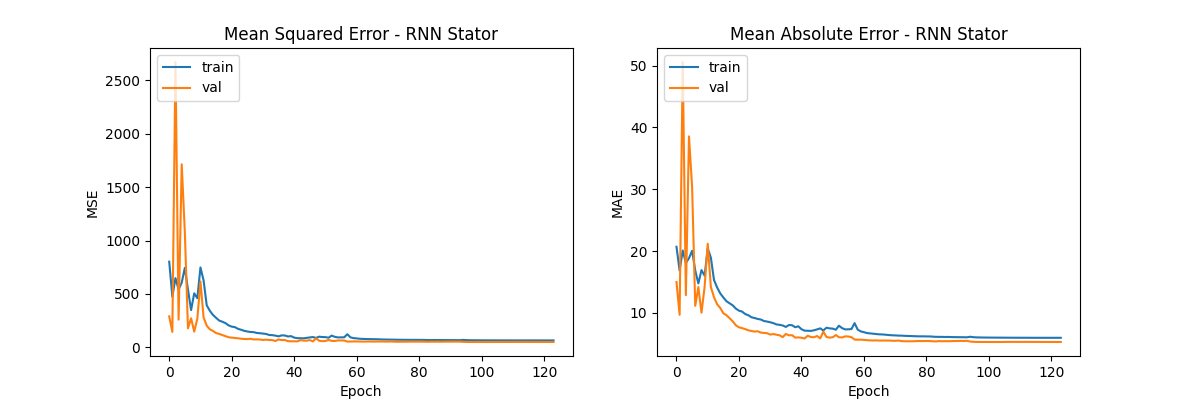 Mean Squared Error - RNN Stator
train
val
2500
2000
1500
1000
500
0
MSE
0
20
40
60
80
100
120
Epoch
Mean Absolute Error - RNN Stator
train
val
50
40
30
20
10
MAE
0
20
40
60
80
100
120
Epoch